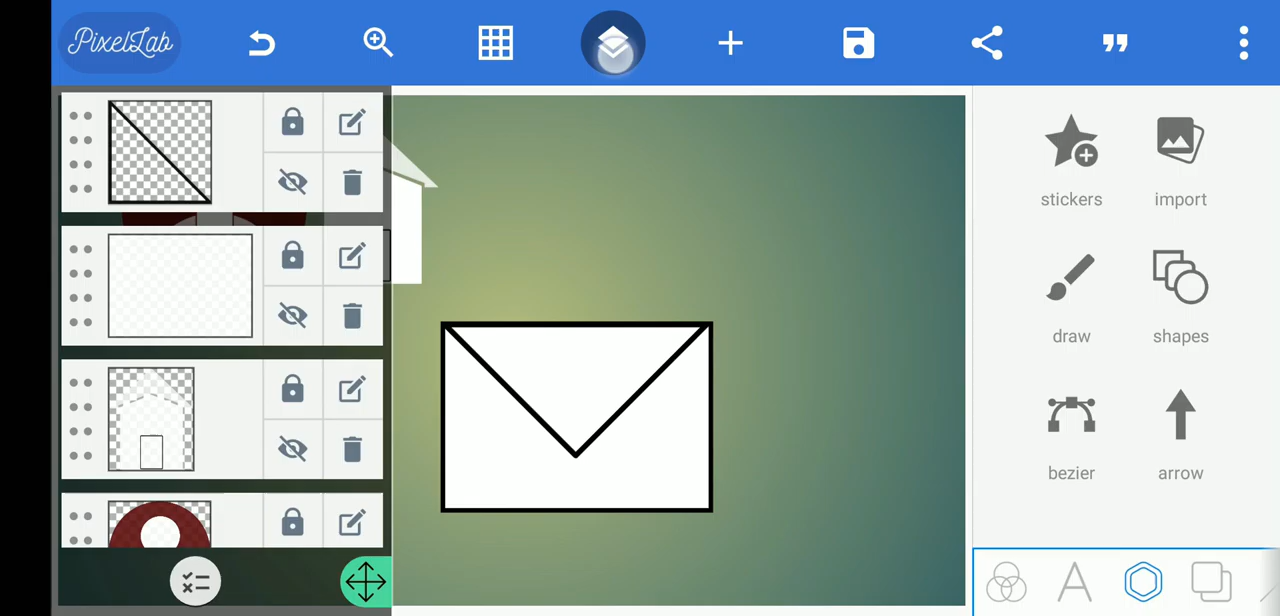 PixelLab
stickers
import
draw
shapes
bezier
arrow